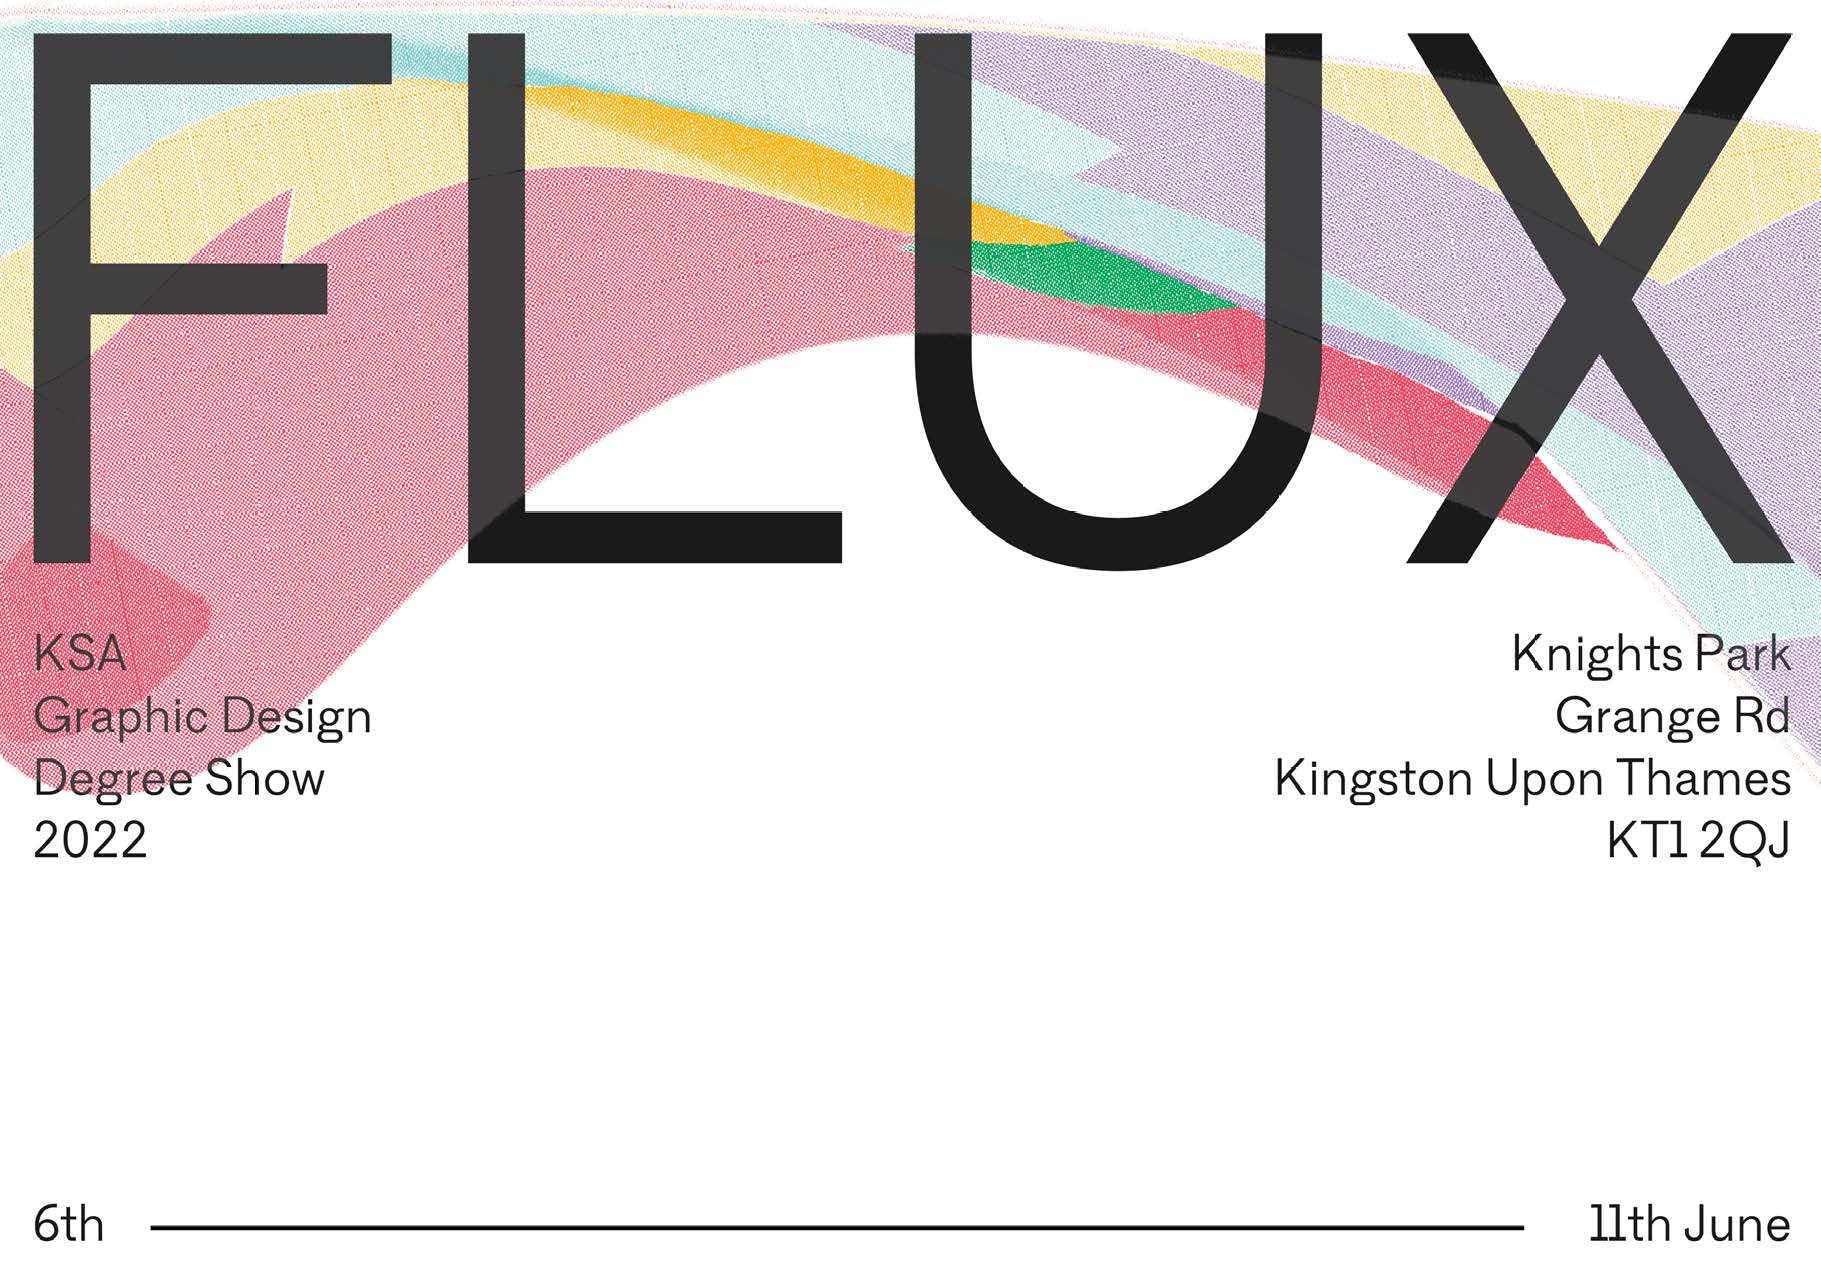 FLUX
KSA
Graphic Design
Degree Show
2022
Knights Park
Grange Rd
Kingston Upon Thames
KT1 2QJ
6th
11th June